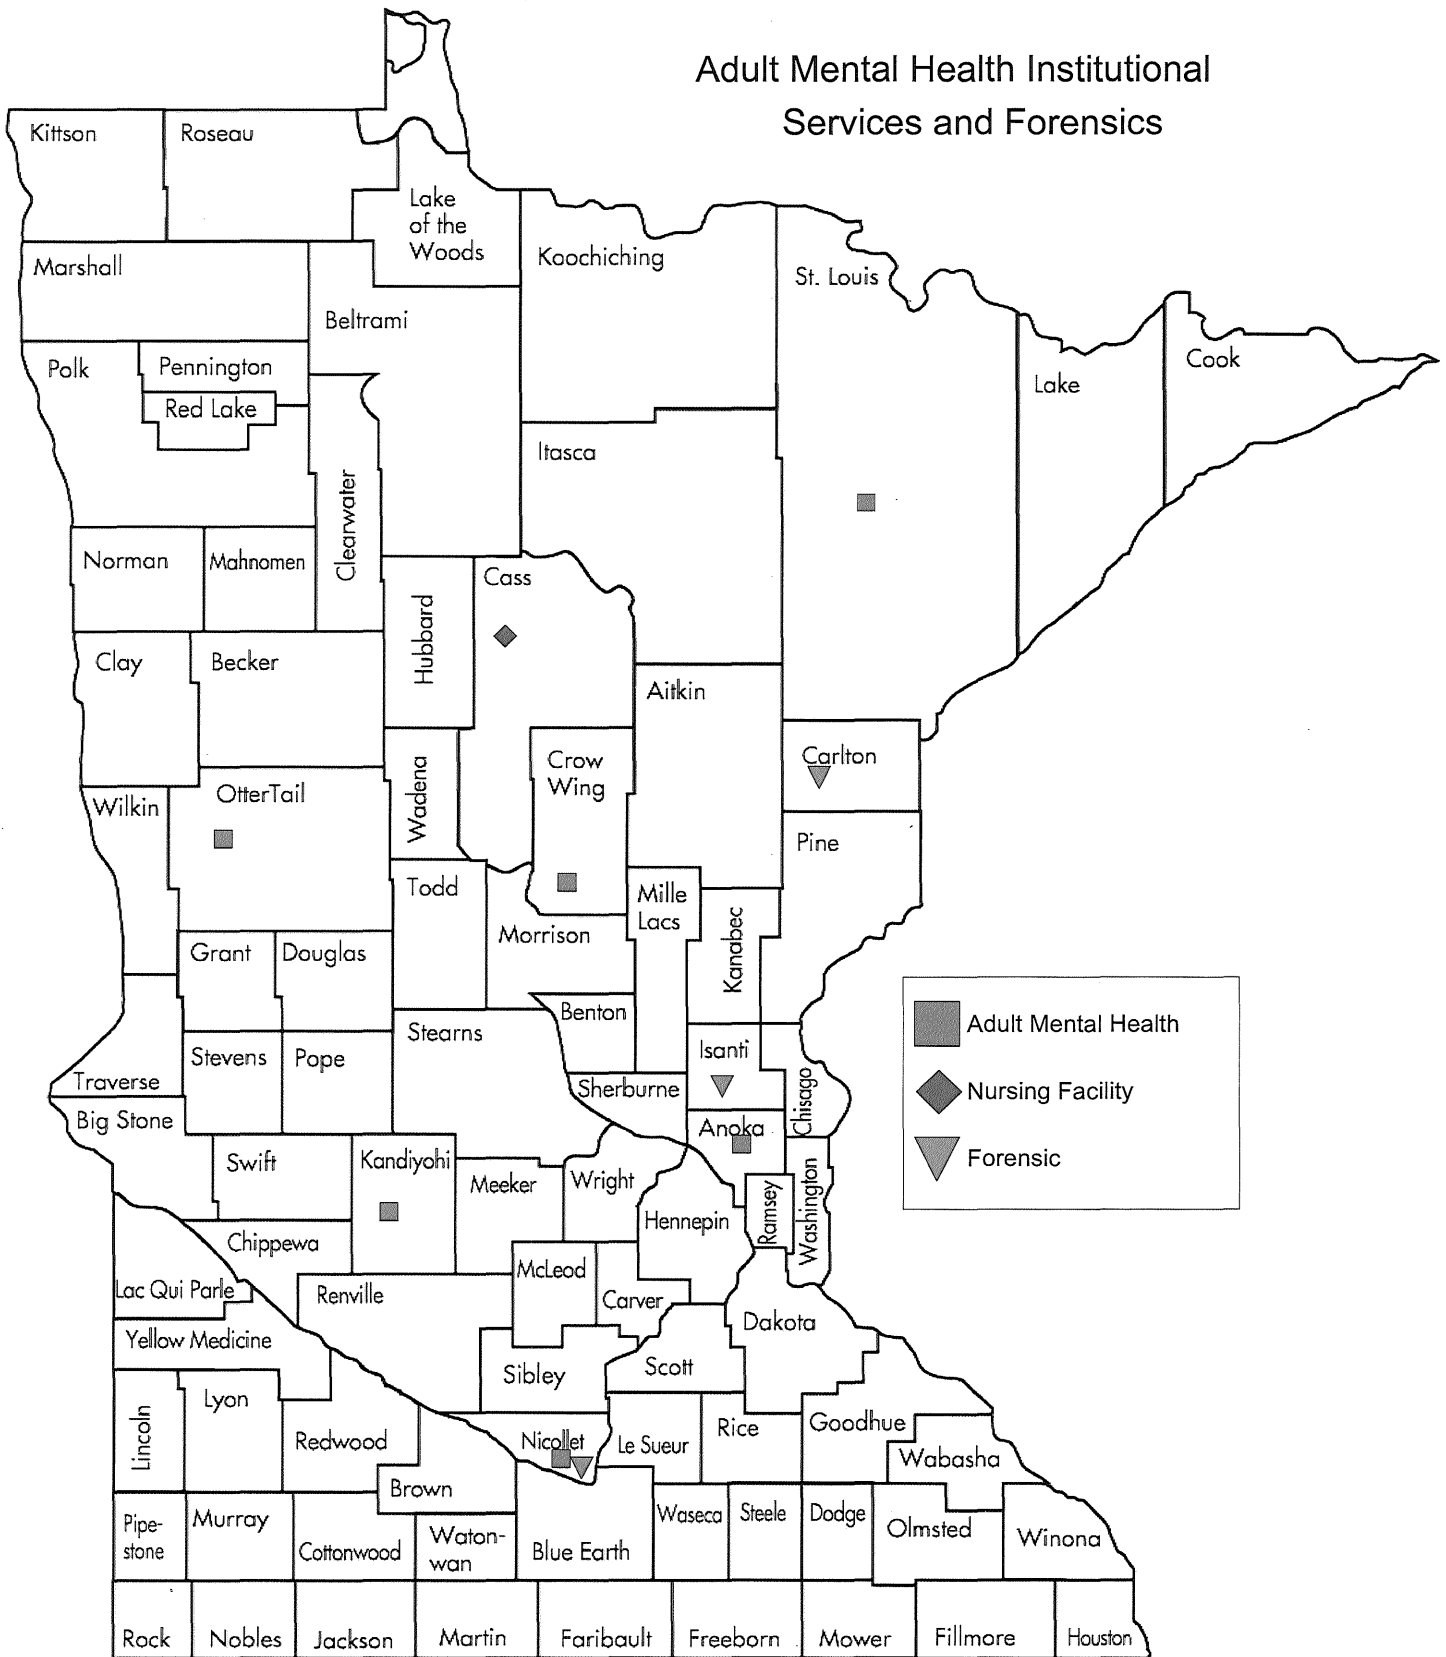 Adult Mental Health Institutional
Services and Forensics
Kittson
Roseau
Lake
of the
Woods
Marshall
Koochiching
St. Louis
Beltrami
Polk
Pennington
Red Lake
Lake
Cook
Itasca
Clearwater
Norman
Mahnomen
Cass
Hubbard
Clay
Becker
Aitkin
Crow
Wing
Carlton
Wadena
OtterTail
Wilkin
Pine
Todd
Mille
Lacs
Morrison
Kanabec
Grant
Douglas
Benton
Stearns
Isanti
Stevens
Pope
Traverse
Sherburne
Chisago
Big Stone
Anoka
Swift
Kandiyohi
Meeker
Wright
Ramsey
Washington
Hennepin
Chippewa
McLeod
Lac Qui Parle
Renville
Carver
Dakota
Yellow Medicine
Sibley
Scott
Lincoln
Lyon
Redwood
Nicollet
Le Sueur
Rice
Goodhue
Wabasha
Brown
Pipe-
stone
Murray
Cottonwood
Waton-
wan
Blue Earth
Waseca
Steele
Dodge
Olmsted
Winona
Rock
Nobles
Jackson
Martin
Faribault
Freeborn
Mower
Fillmore
Houston
Adult Mental Health
Nursing Facility
Forensic